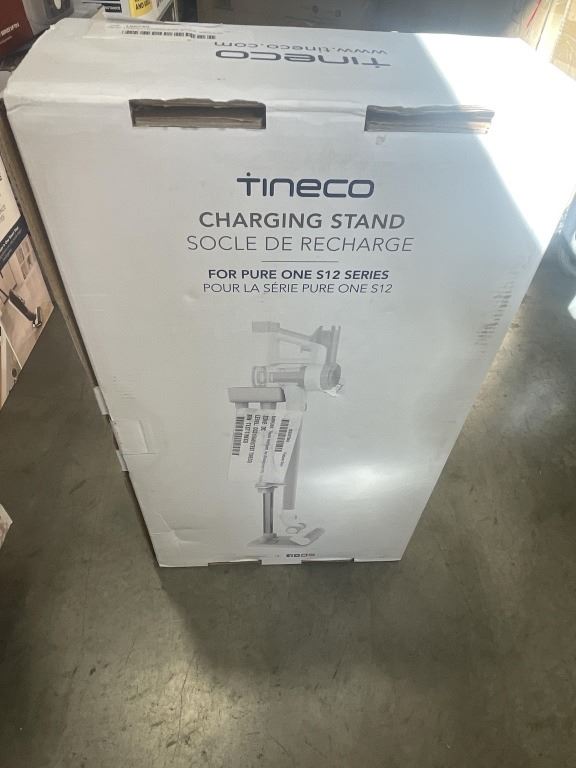 www.tineco.com
tineco
tineco
CHARGING STAND
SOCLE DE RECHARGE
FOR PURE ONE S12 SERIES
POUR LA SÉRIE PURE ONE S12